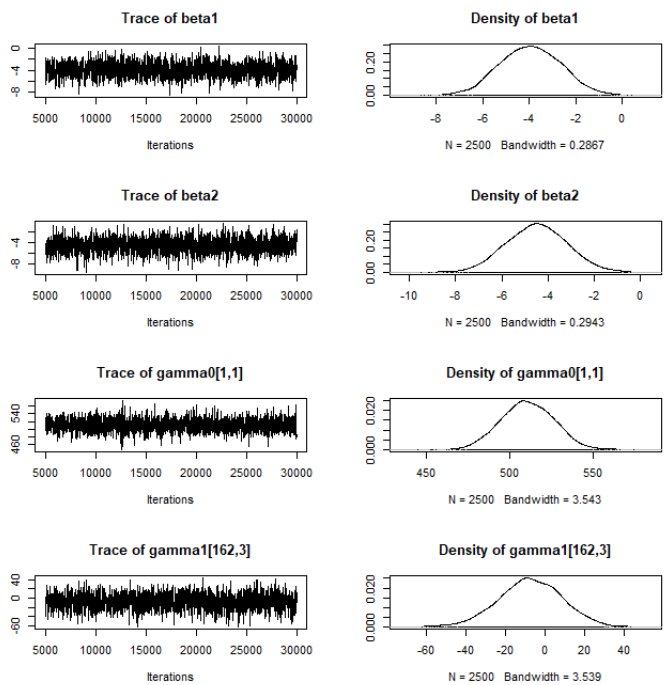 Trace of beta1
0
-4
-8
5000 10000 15000 20000 25000 30000
Iterations
Density of beta1
0.20
0.00
-8 -6 -4 -2 0
N = 2500 Bandwidth = 0.2867
Trace of beta2
-4
-8
5000 10000 15000 20000 25000 30000
Iterations
Density of beta2
0.20
0.00
-10 -8 -6 -4 -2 0
N = 2500 Bandwidth = 0.2943
Trace of gamma0[1,1]
540
460
5000 10000 15000 20000 25000 30000
Iterations
Density of gamma0[1,1]
0.020
0.000
450 500 550
N = 2500 Bandwidth = 3.543
Trace of gamma1[162,3]
40
0
-60
5000 10000 15000 20000 25000 30000
Iterations
Density of gamma1[162,3]
0.020
0.000
-60 -40 -20 0 20 40
N = 2500 Bandwidth = 3.539